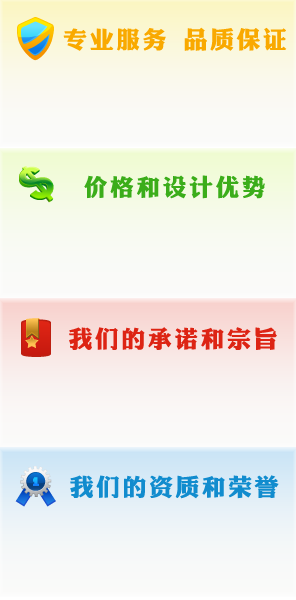 专业服务 品质保证
价格和设计优势
我们的承诺和宗旨
我们的资质和荣誉